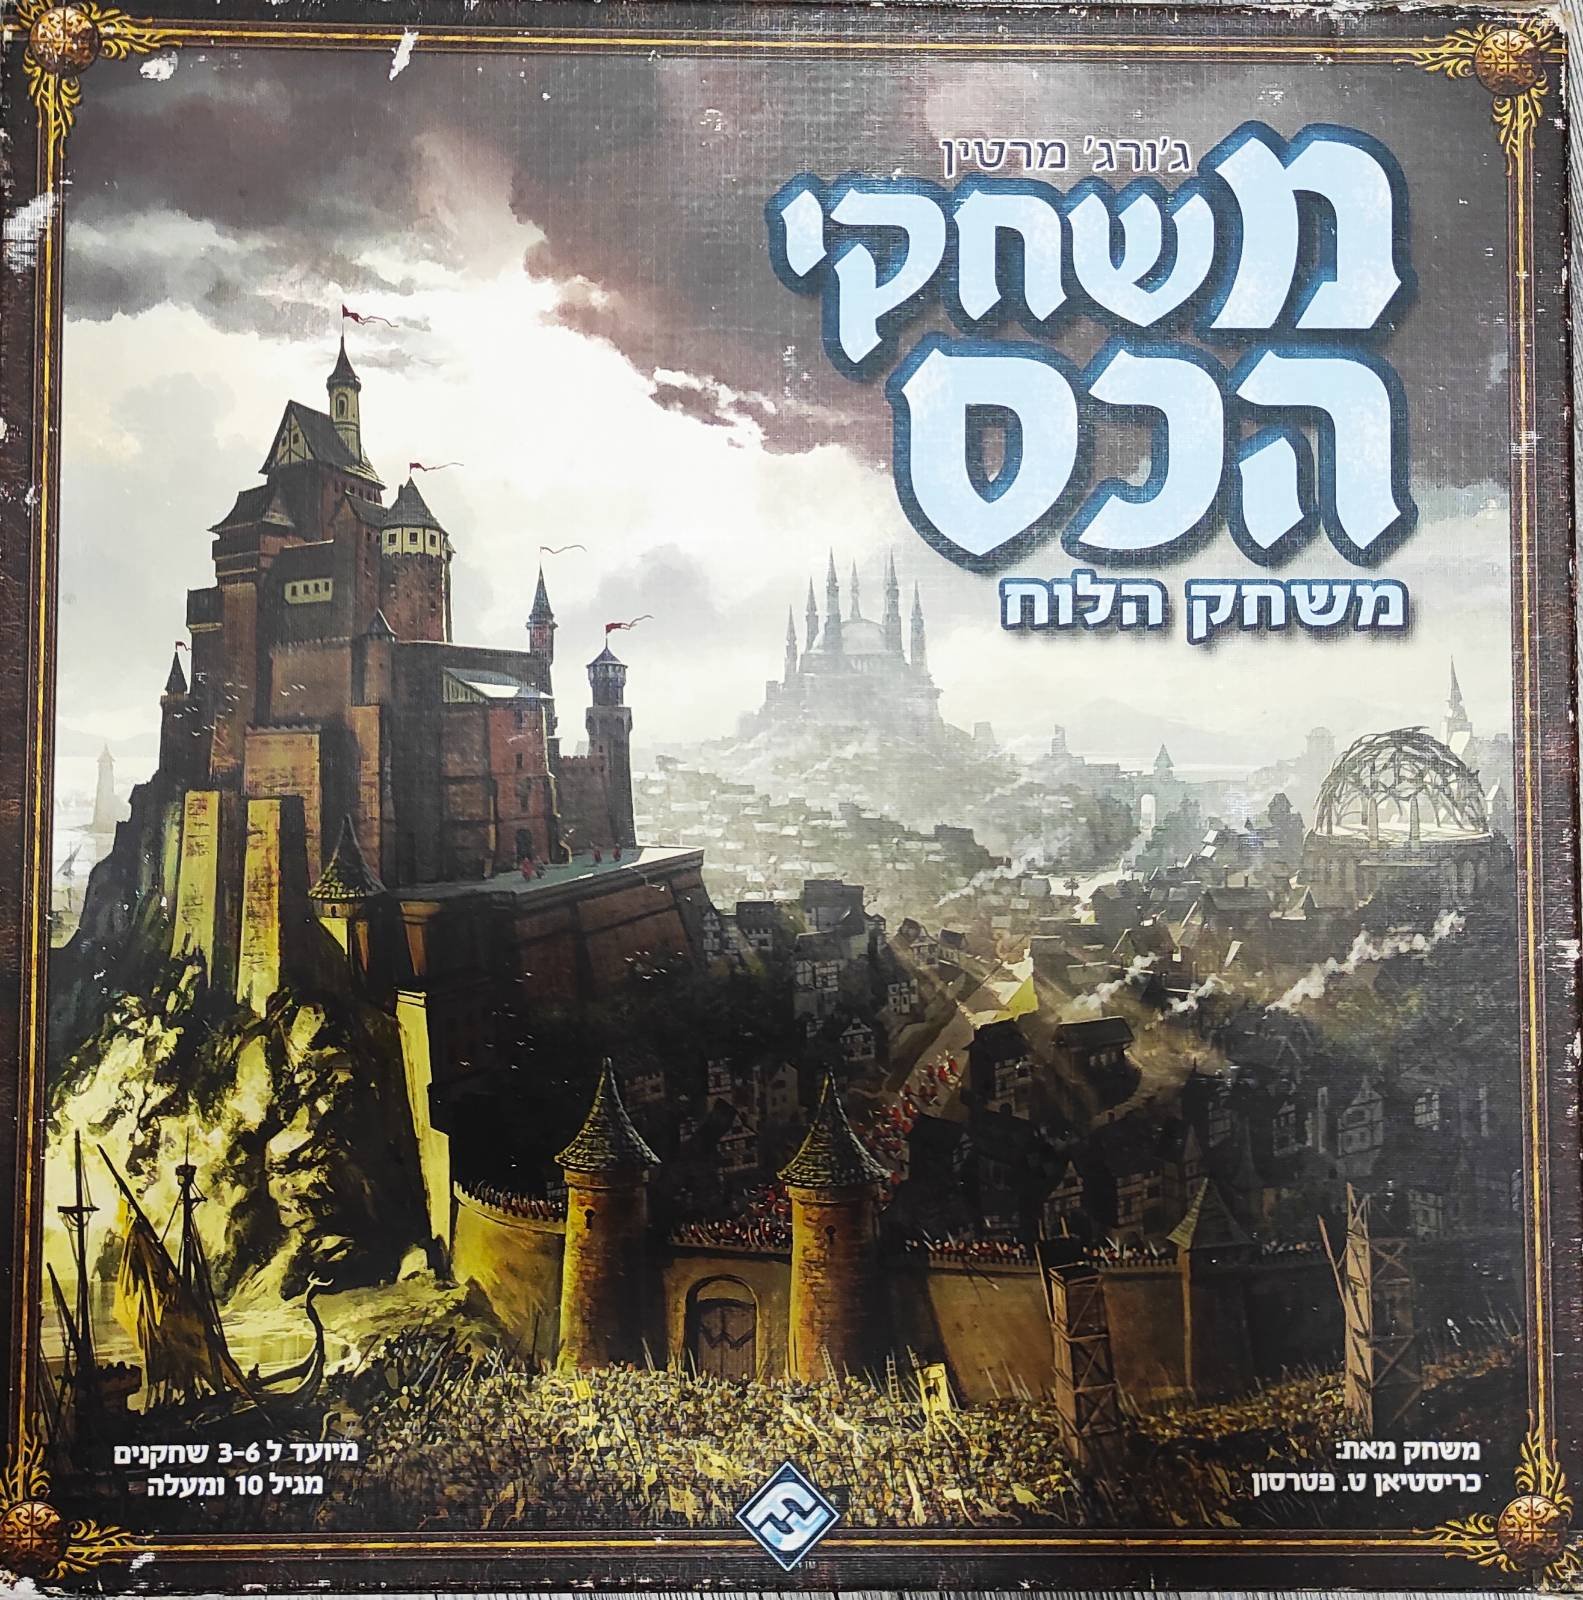 ג'ורג' מרטין
משחקי
הכס
משחק הלוח
מיועד ל 3-6 שחקנים
מגיל 10 ומעלה
משחק מאת:
כריסטיאן ט. פטרסון